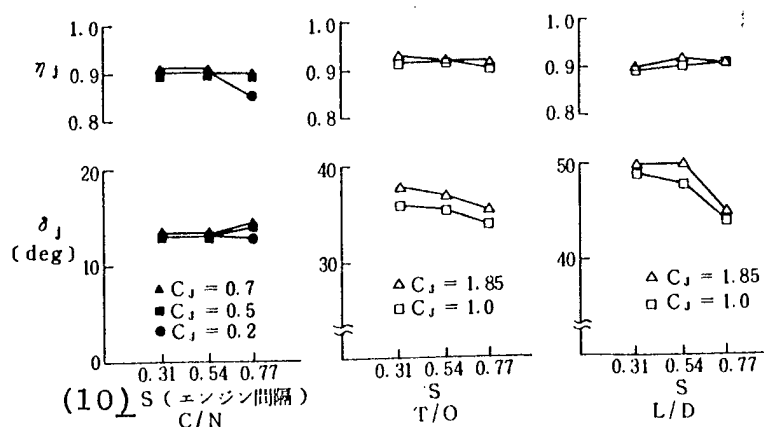 η J
1.0
0.9
0.8
1.0
0.9
0.8
1.0
0.9
0.8
δ J
(deg)
20
10
0
▲ C J = 0.7
■ C J = 0.5
● C J = 0.2
40
30
△ C J = 1.85
□ C J = 1.0
50
40
△ C J = 1.85
□ C J = 1.0
0.31 0.54 0.77
0.31 0.54 0.77
0.31 0.54 0.77
(10) S (エンジン間隔)
C/N
S
T/O
S
L/D